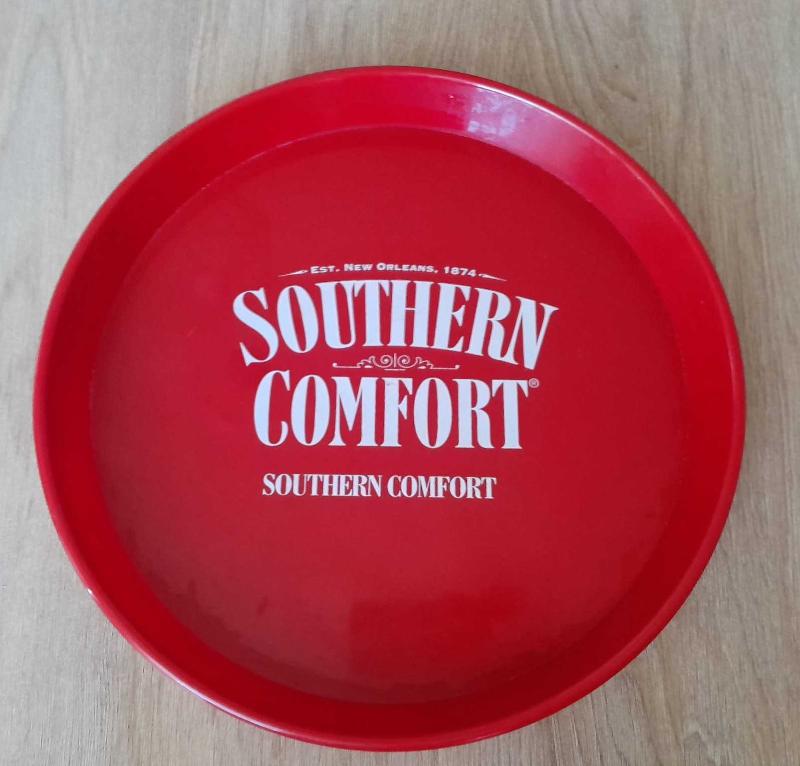 EST. NEW ORLEANS, 1874
SOUTHERN
COMFORT®
SOUTHERN COMFORT